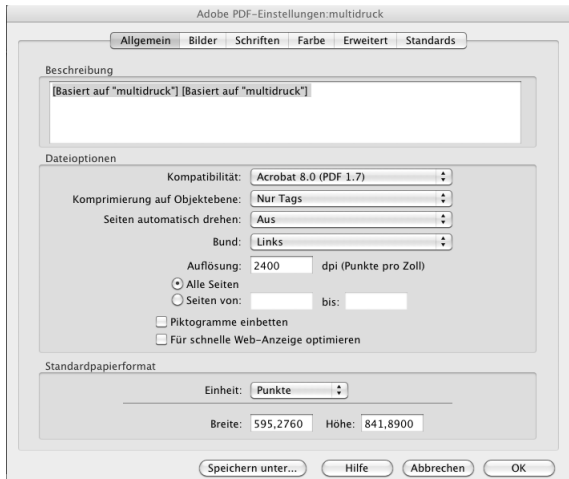 Adobe PDF-Einstellungen:multidruck
Allgemein Bilder Schriften Farbe Erweitert Standards
Beschreibung
[Basiert auf "multidruck"] [Basiert auf "multidruck"]
Dateioptionen
Kompatibilität: Acrobat 8.0 (PDF 1.7)
Komprimierung auf Objektebene: Nur Tags
Seiten automatisch drehen: Aus
Bund: Links
Auflösung: 2400 dpi (Punkte pro Zoll)
Alle Seiten
Seiten von: bis:
Piktogramme einbetten
Für schnelle Web-Anzeige optimieren
Standardpapierformat
Einheit: Punkte
Breite: 595,2760 Höhe: 841,8900
Speichern unter... Hilfe Abbrechen OK